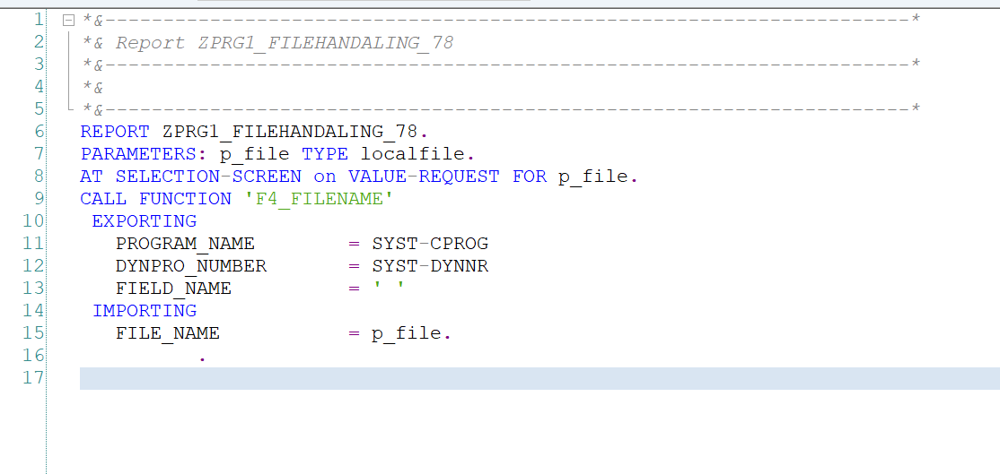 1 *&---------------------------------------------------------------------*
2 *& Report ZPRG1_FILEHANDALING_78
3 *&---------------------------------------------------------------------*
4 *&
5 *&---------------------------------------------------------------------*
6 REPORT ZPRG1_FILEHANDALING_78.
7 PARAMETERS: p_file TYPE localfile.
8 AT SELECTION-SCREEN on VALUE-REQUEST FOR p_file.
9 CALL FUNCTION 'F4_FILENAME'
10 EXPORTING
11 PROGRAM_NAME = SYST-CPROG
12 DYNPRO_NUMBER = SYST-DYNNR
13 FIELD_NAME = ' '
14 IMPORTING
15 FILE_NAME = p_file.
16 .
17